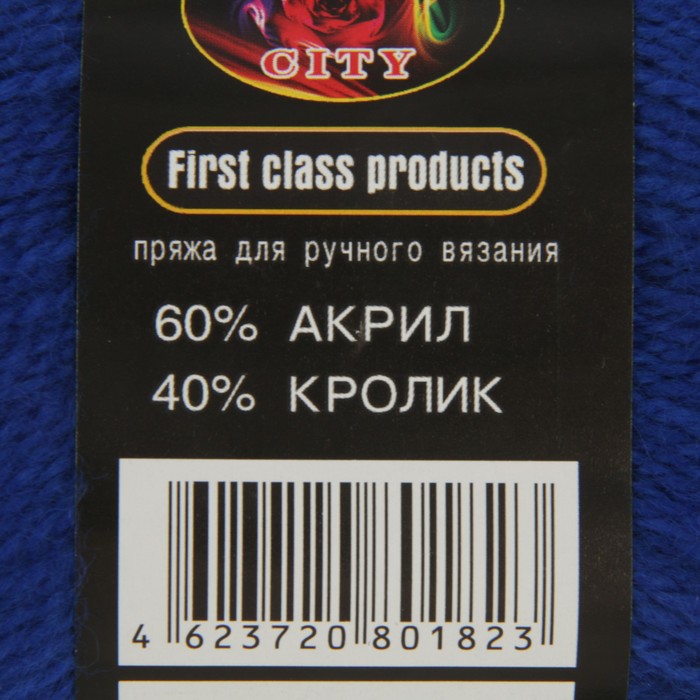 CITY
First class products
пряжа для ручного вязания
60% АКРИЛ
40% КРОЛИК
4 623720 801823